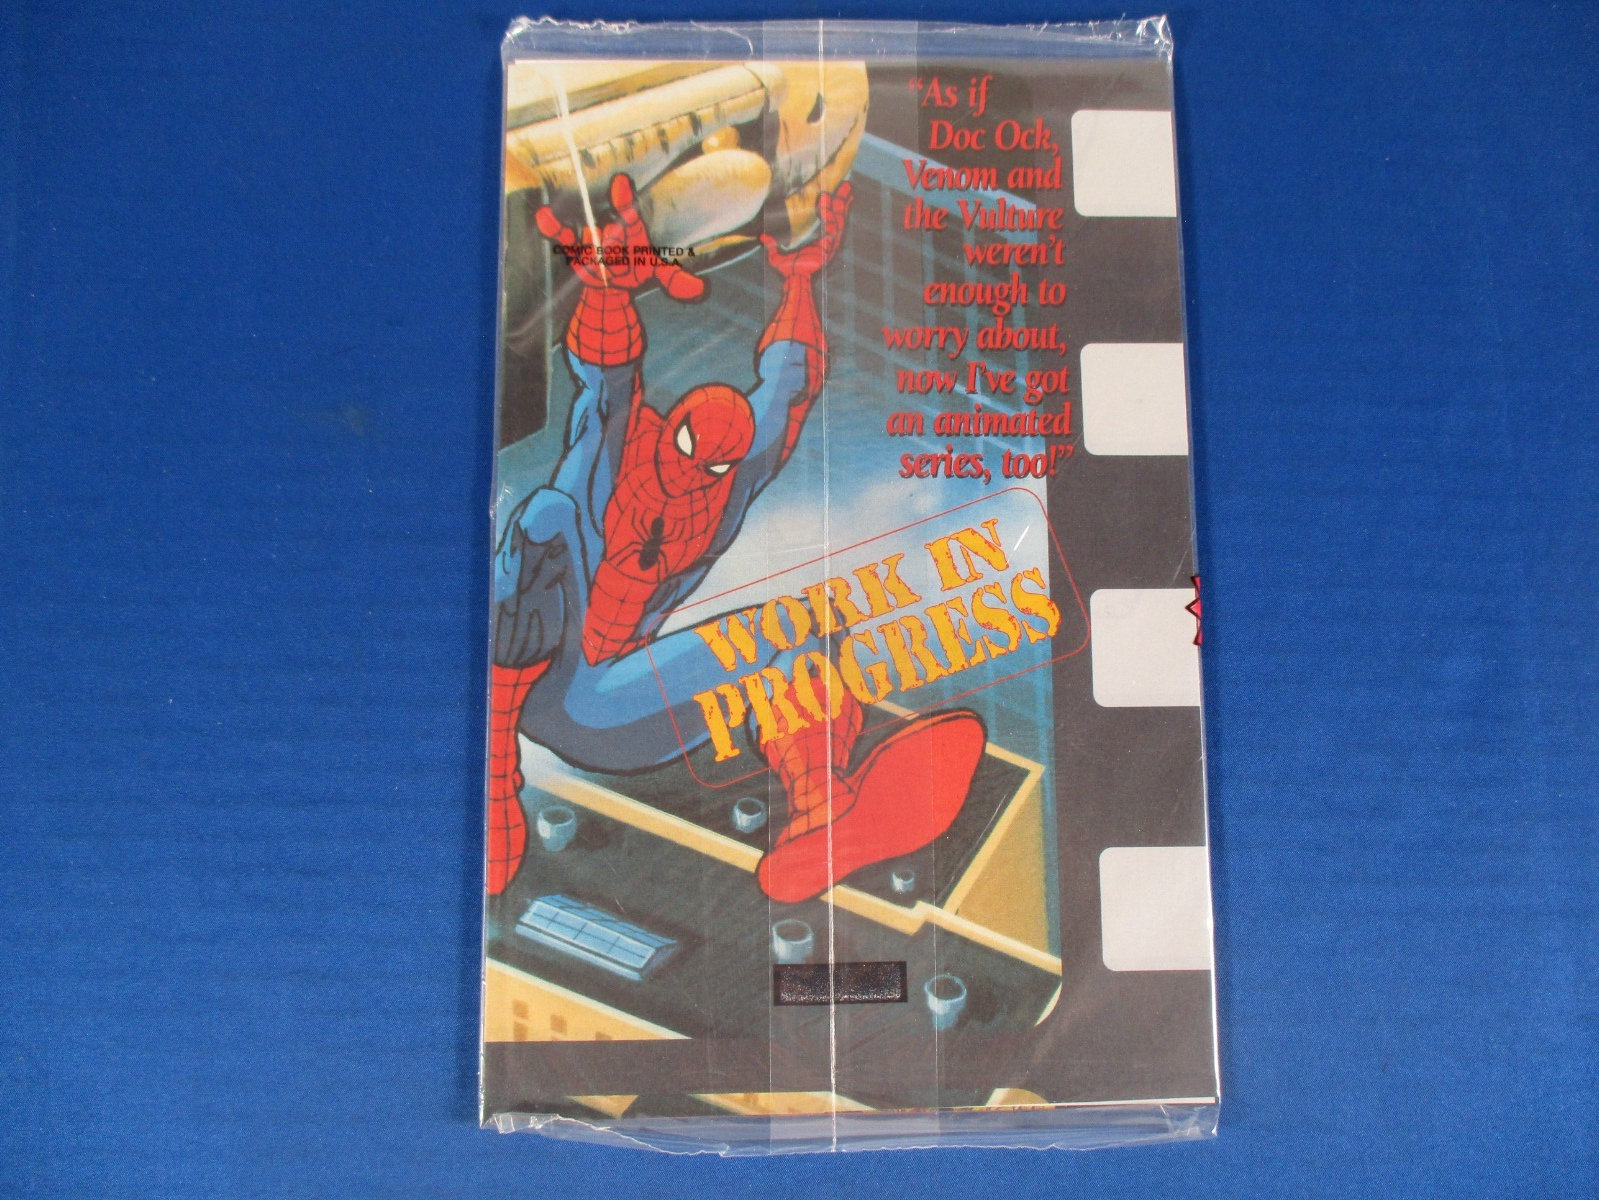 “As if
Doc Ock,
Venom and
the Vulture
weren't
enough to
worry about,
now I've got
an animated
series, too!”
COMIC BOOK PRINTED &
PACKAGED IN U.S.A.
WORK IN
PROGRESS